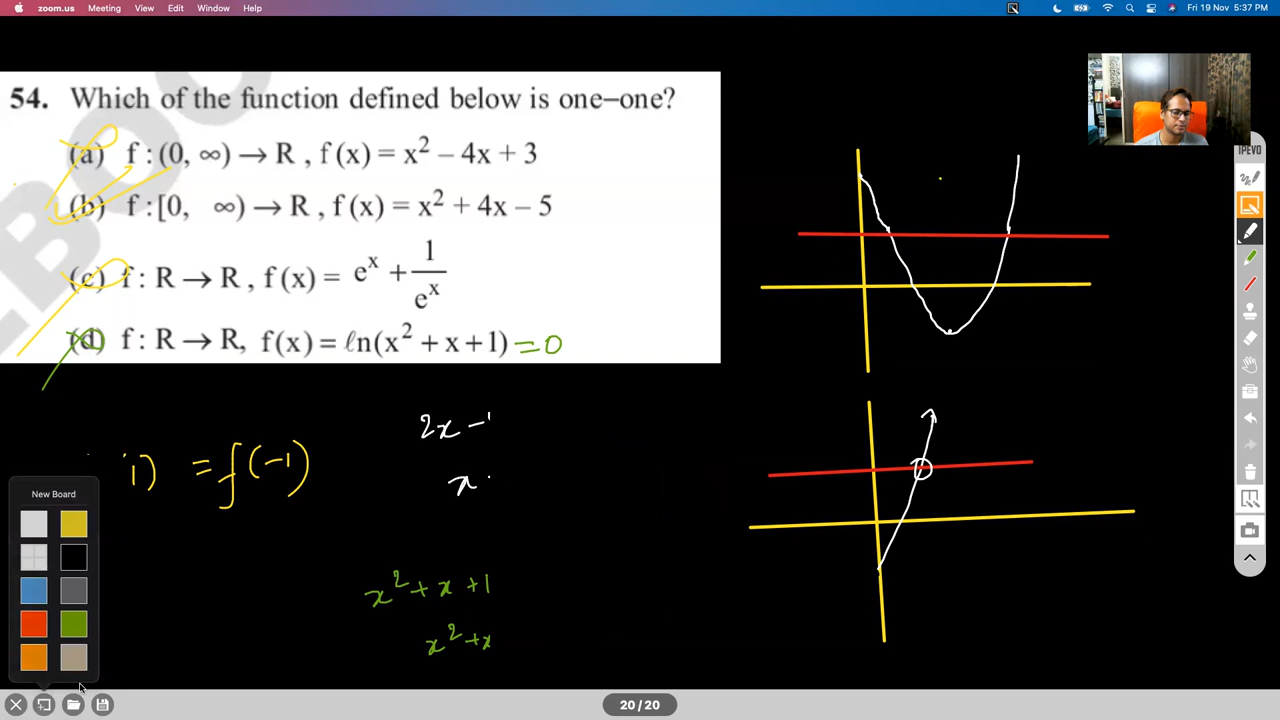 zoom.us Meeting View Edit Window Help Fri 19 Nov 5:37 PM
54. Which of the function defined below is one–one?
(a) f : (0, ∞) → R , f (x) = x² – 4x + 3
(b) f : [0, ∞) → R , f (x) = x² + 4x – 5
(c) f : R → R , f (x) = eˣ + 1/eˣ
(d) f : R → R, f (x) = ℓn(x² + x + 1) = 0
IPEVO
2x -
1) = f(-1)
x
New Board
x² + x + 1
x² + x
20 / 20